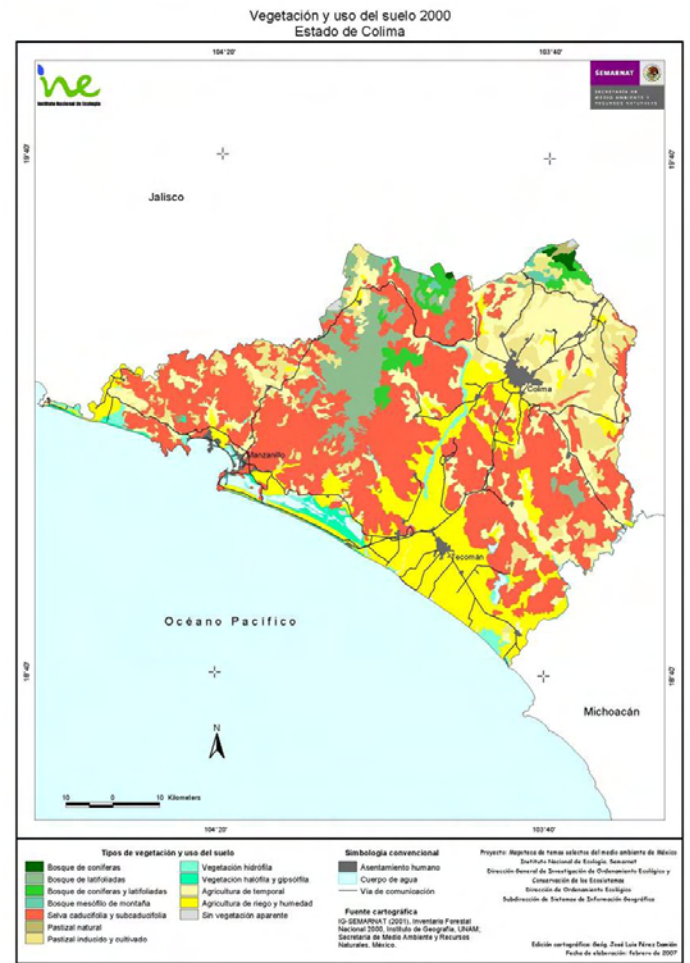 Vegetación y uso del suelo 2000
Estado de Colima
104°20'
103°40'
ine
Instituto Nacional de Ecología
SEMARNAT
SECRETARÍA DE
MEDIO AMBIENTE Y
RECURSOS NATURALES
19°40'
19°40'
Jalisco
Colima
Manzanillo
Tecomán
Océano Pacífico
18°40'
18°40'
Michoacán
N
10 0 10 Kilometers
104°20'
103°40'
Tipos de vegetación y uso del suelo
Bosque de coníferas
Bosque de latifoliadas
Bosque de coníferas y latifoliadas
Bosque mesófilo de montaña
Selva caducifolia y subcaducifolia
Pastizal natural
Pastizal inducido y cultivado
Vegetación hidrófila
Vegetación halófila y gipsófila
Agricultura de temporal
Agricultura de riego y humedad
Sin vegetación aparente
Simbología convencional
Asentamiento humano
Cuerpo de agua
Vía de comunicación
Fuente cartográfica
IG-SEMARNAT (2001). Inventario Forestal
Nacional 2000, Instituto de Geografía, UNAM;
Secretaría de Medio Ambiente y Recursos
Naturales, México.
Proyecto: Mapoteca de temas selectos del medio ambiente de México
Instituto Nacional de Ecología. Semarnat
Dirección General de Investigación de Ordenamiento Ecológico y
Conservación de los Ecosistemas
Dirección de Ordenamiento Ecológico
Subdirección de Sistemas de Información Geográfica
Edición cartográfica: Geóg. José Luis Pérez Damián
Fecha de elaboración: Febrero de 2007